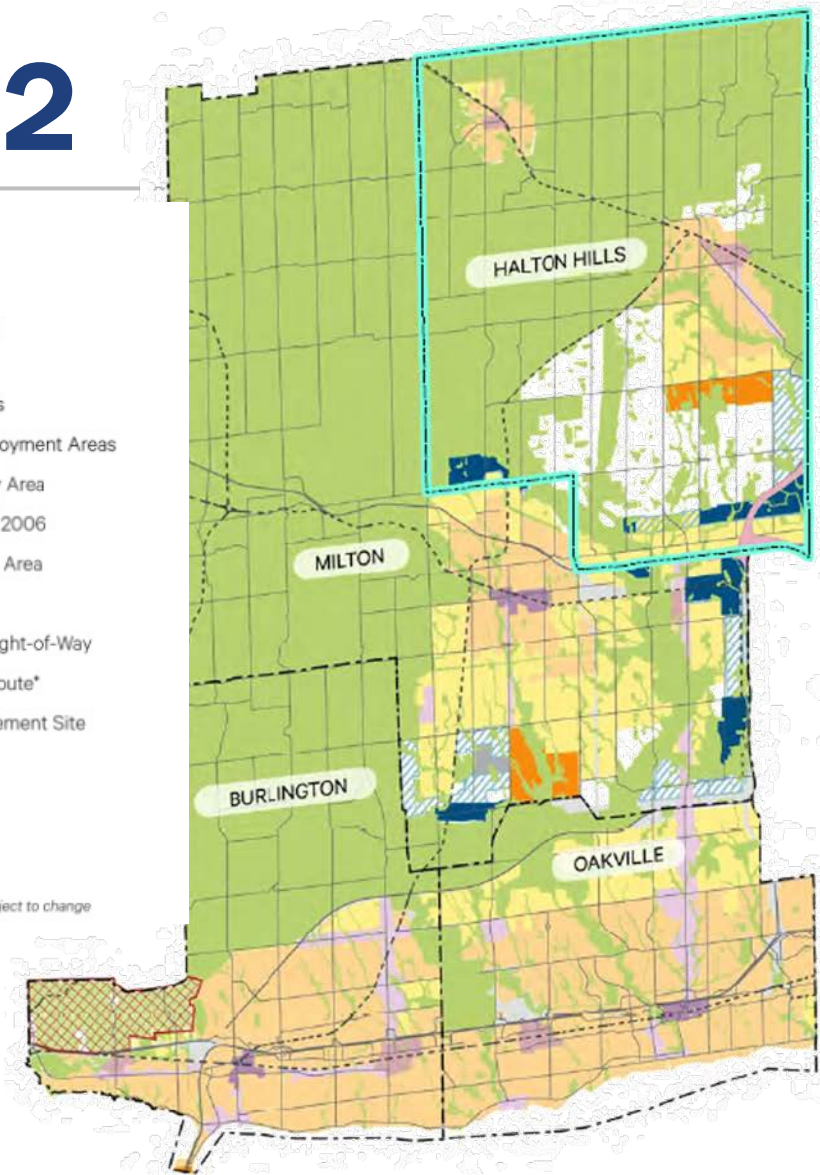 2
HALTON HILLS
s
oyment Areas
Area
2006
Area
MILTON
ght-of-Way
oute*
ement Site
BURLINGTON
OAKVILLE
ject to change